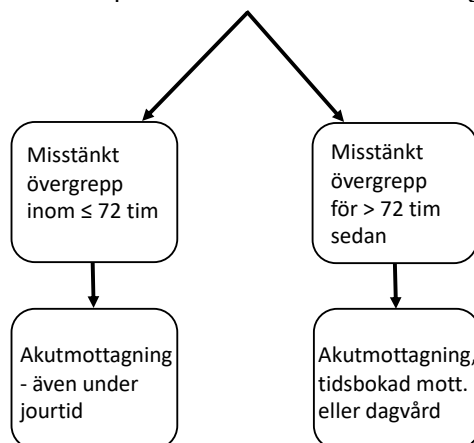 Misstänkt
övergrepp
inom ≤ 72 tim
Misstänkt
övergrepp
för > 72 tim
sedan
Akutmottagning
- även under
jourtid
Akutmottagning,
tidsbokad mott.
eller dagvård